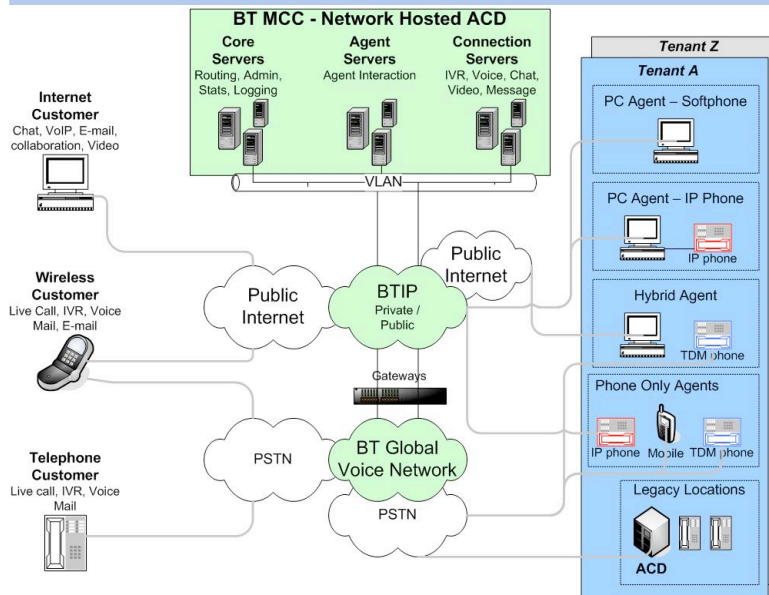 BT MCC - Network Hosted ACD
Core
Servers
Routing, Admin,
Stats, Logging
Agent
Servers
Agent Interaction
Connection
Servers
IVR, Voice, Chat,
Video, Message
VLAN
Internet
Customer
Chat, VoIP, E-mail,
collaboration, Video
Wireless
Customer
Live Call, IVR, Voice
Mail, E-mail
Telephone
Customer
Live call, IVR, Voice
Mail
Public
Internet
BTIP
Private /
Public
Public
Internet
Gateways
PSTN
BT Global
Voice Network
PSTN
Tenant Z
Tenant A
PC Agent – Softphone
PC Agent – IP Phone
IP phone
Hybrid Agent
TDM phone
Phone Only Agents
IP phone
Mobile
TDM phone
Legacy Locations
ACD